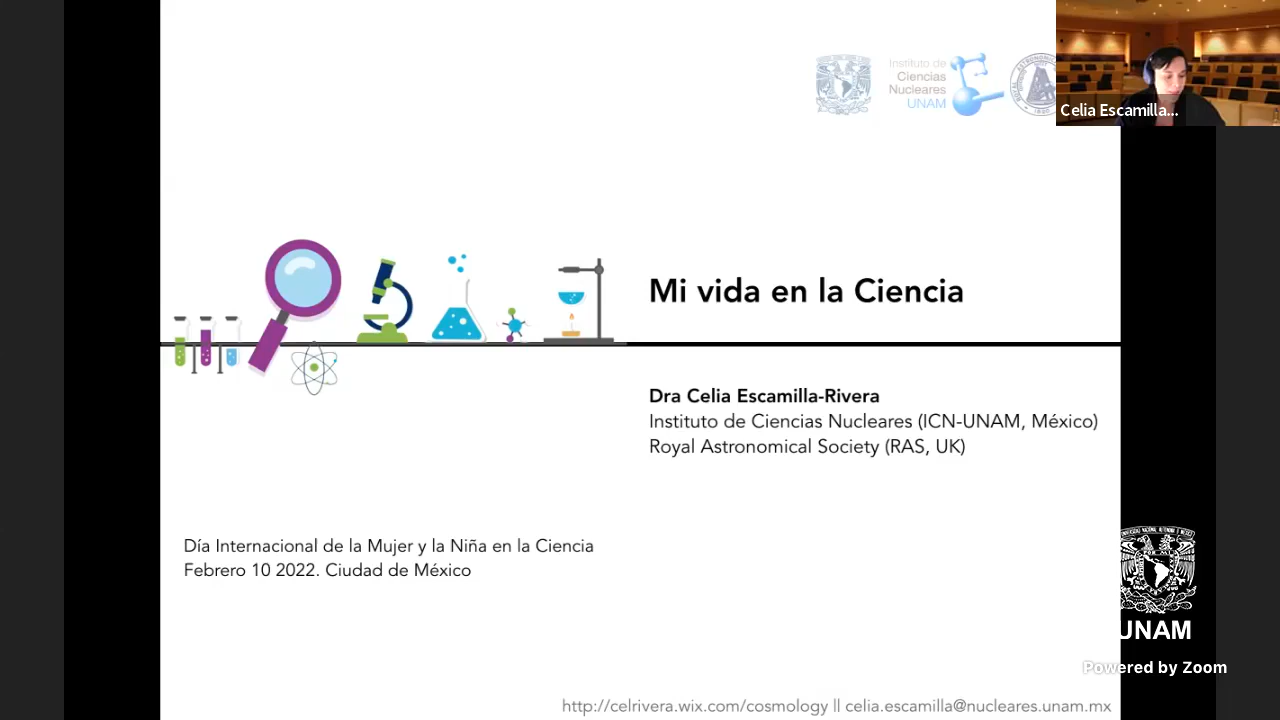 Instituto de
Ciencias
Nucleares
UNAM
Celia Escamilla...
Mi vida en la Ciencia
Dra Celia Escamilla-Rivera
Instituto de Ciencias Nucleares (ICN-UNAM, México)
Royal Astronomical Society (RAS, UK)
Día Internacional de la Mujer y la Niña en la Ciencia
Febrero 10 2022. Ciudad de México
UNAM
Powered by Zoom
http://celrivera.wix.com/cosmology || celia.escamilla@nucleares.unam.mx